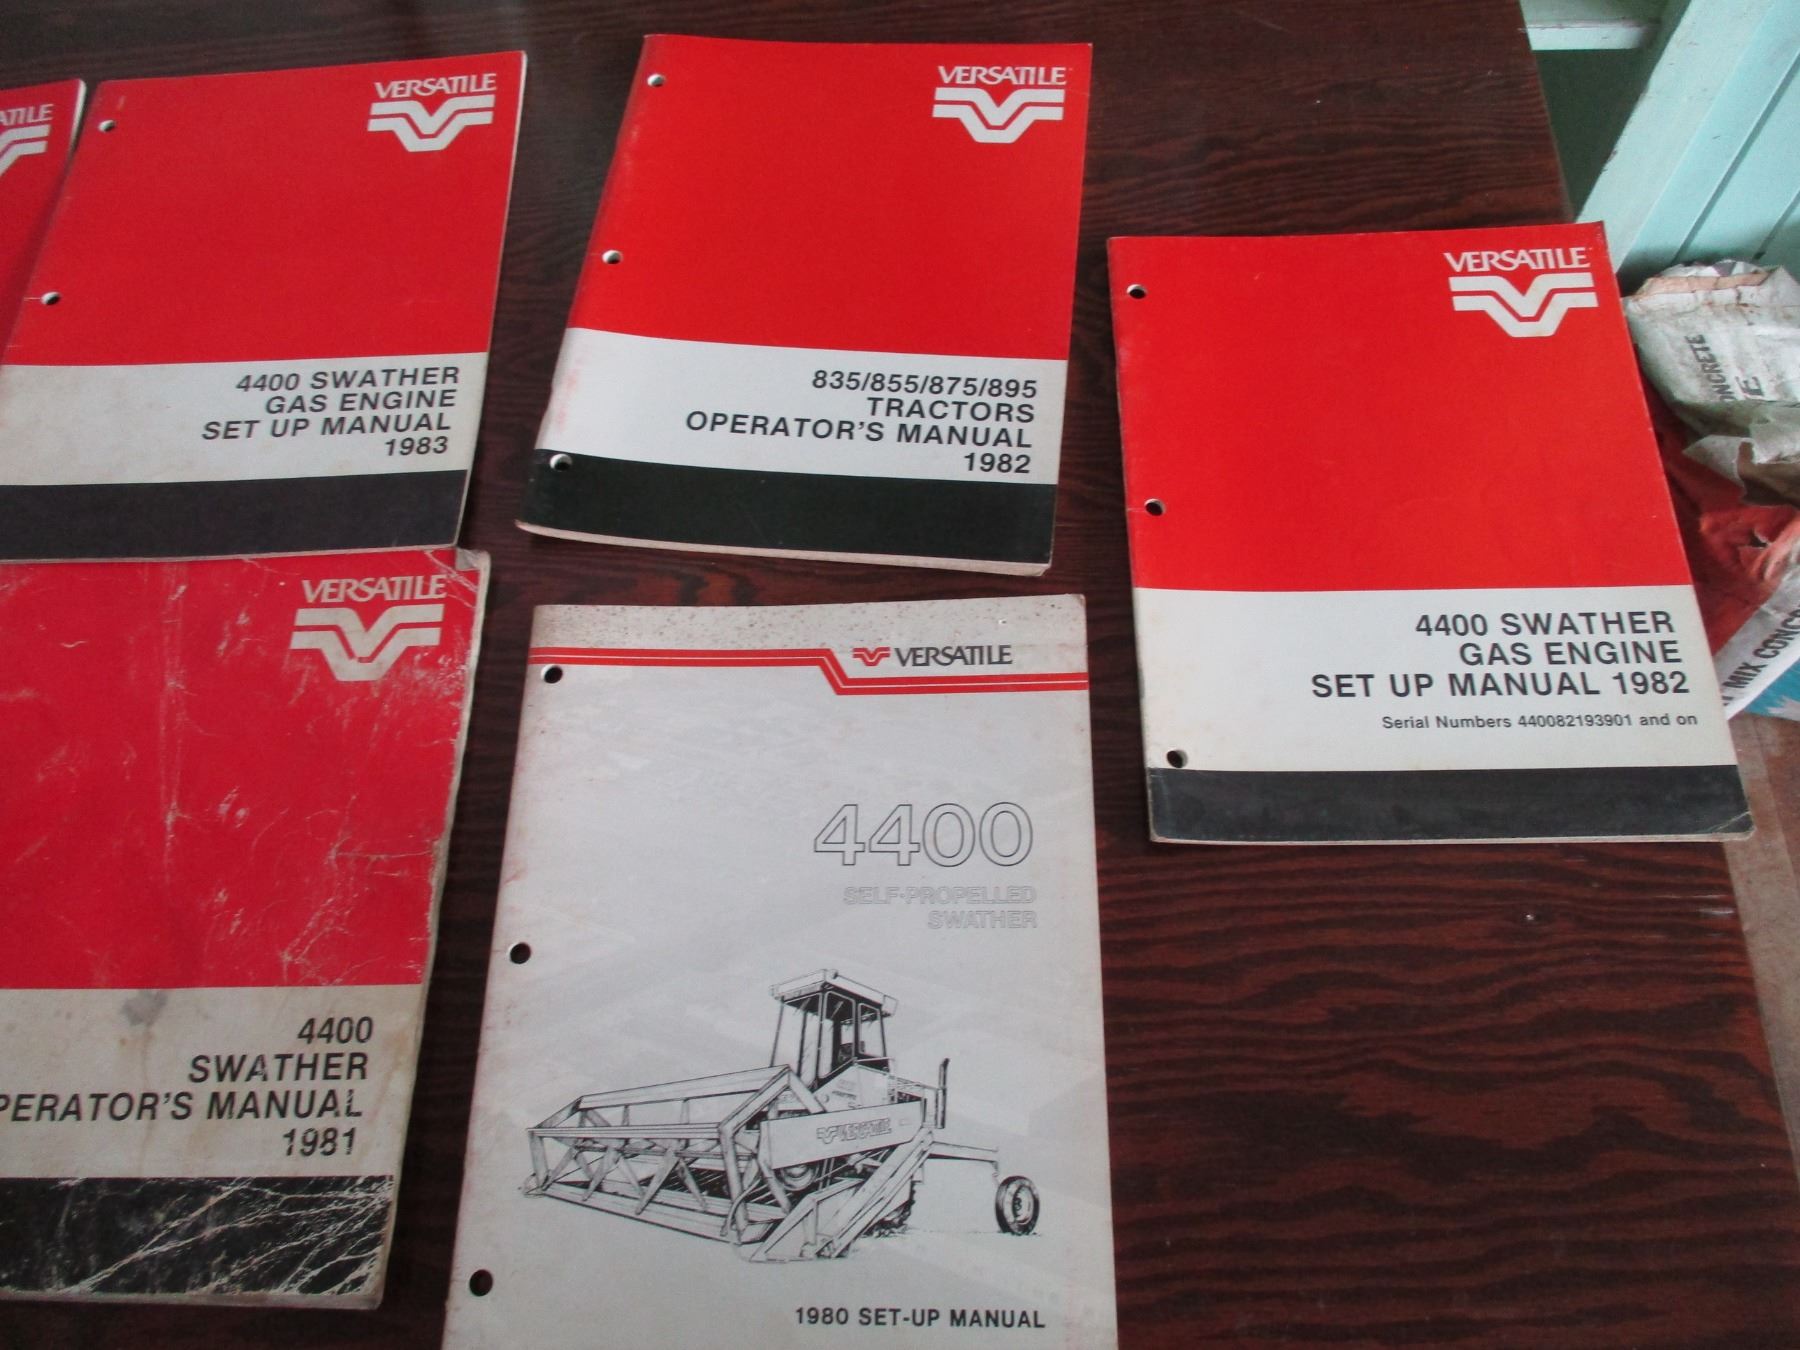 VERSATILE
4400 SWATHER
GAS ENGINE
SET UP MANUAL
1983
VERSATILE
835/855/875/895
TRACTORS
OPERATOR'S MANUAL
1982
VERSATILE
4400 SWATHER
GAS ENGINE
SET UP MANUAL 1982
Serial Numbers 440082193901 and on
VERSATILE
4400
SWATHER
PERATOR'S MANUAL
1981
VERSATILE
4400
SELF-PROPELLED
SWATHER
VERSATILE
1980 SET-UP MANUAL
MIX